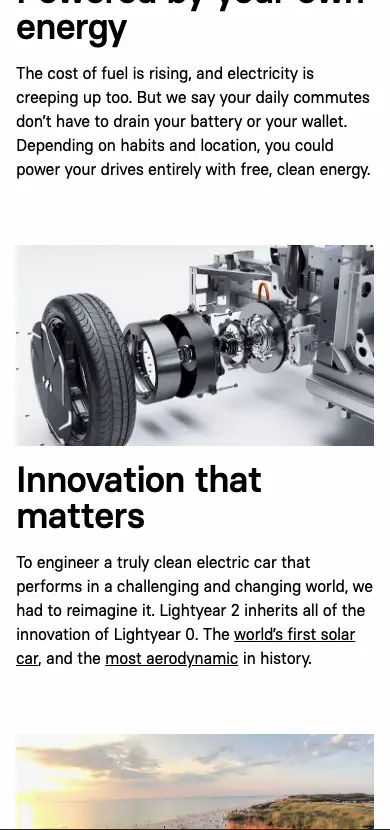 Powered by your own
energy
The cost of fuel is rising, and electricity is
creeping up too. But we say your daily commutes
don’t have to drain your battery or your wallet.
Depending on habits and location, you could
power your drives entirely with free, clean energy.
Innovation that
matters
To engineer a truly clean electric car that
performs in a challenging and changing world, we
had to reimagine it. Lightyear 2 inherits all of the
innovation of Lightyear 0. The world’s first solar
car, and the most aerodynamic in history.